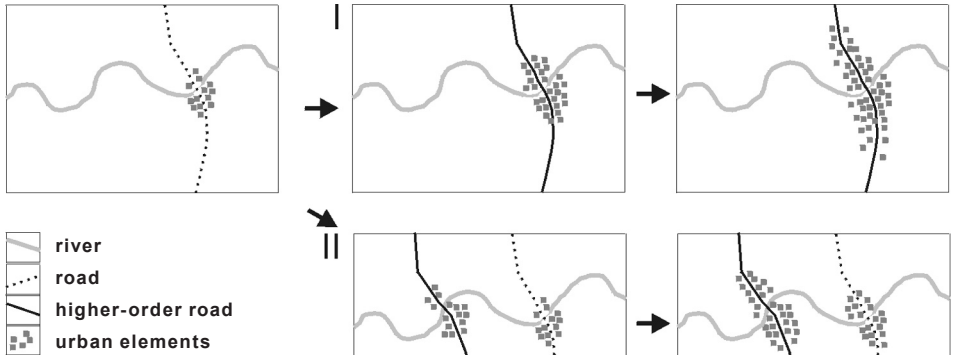 I
II
river
road
higher-order road
urban elements